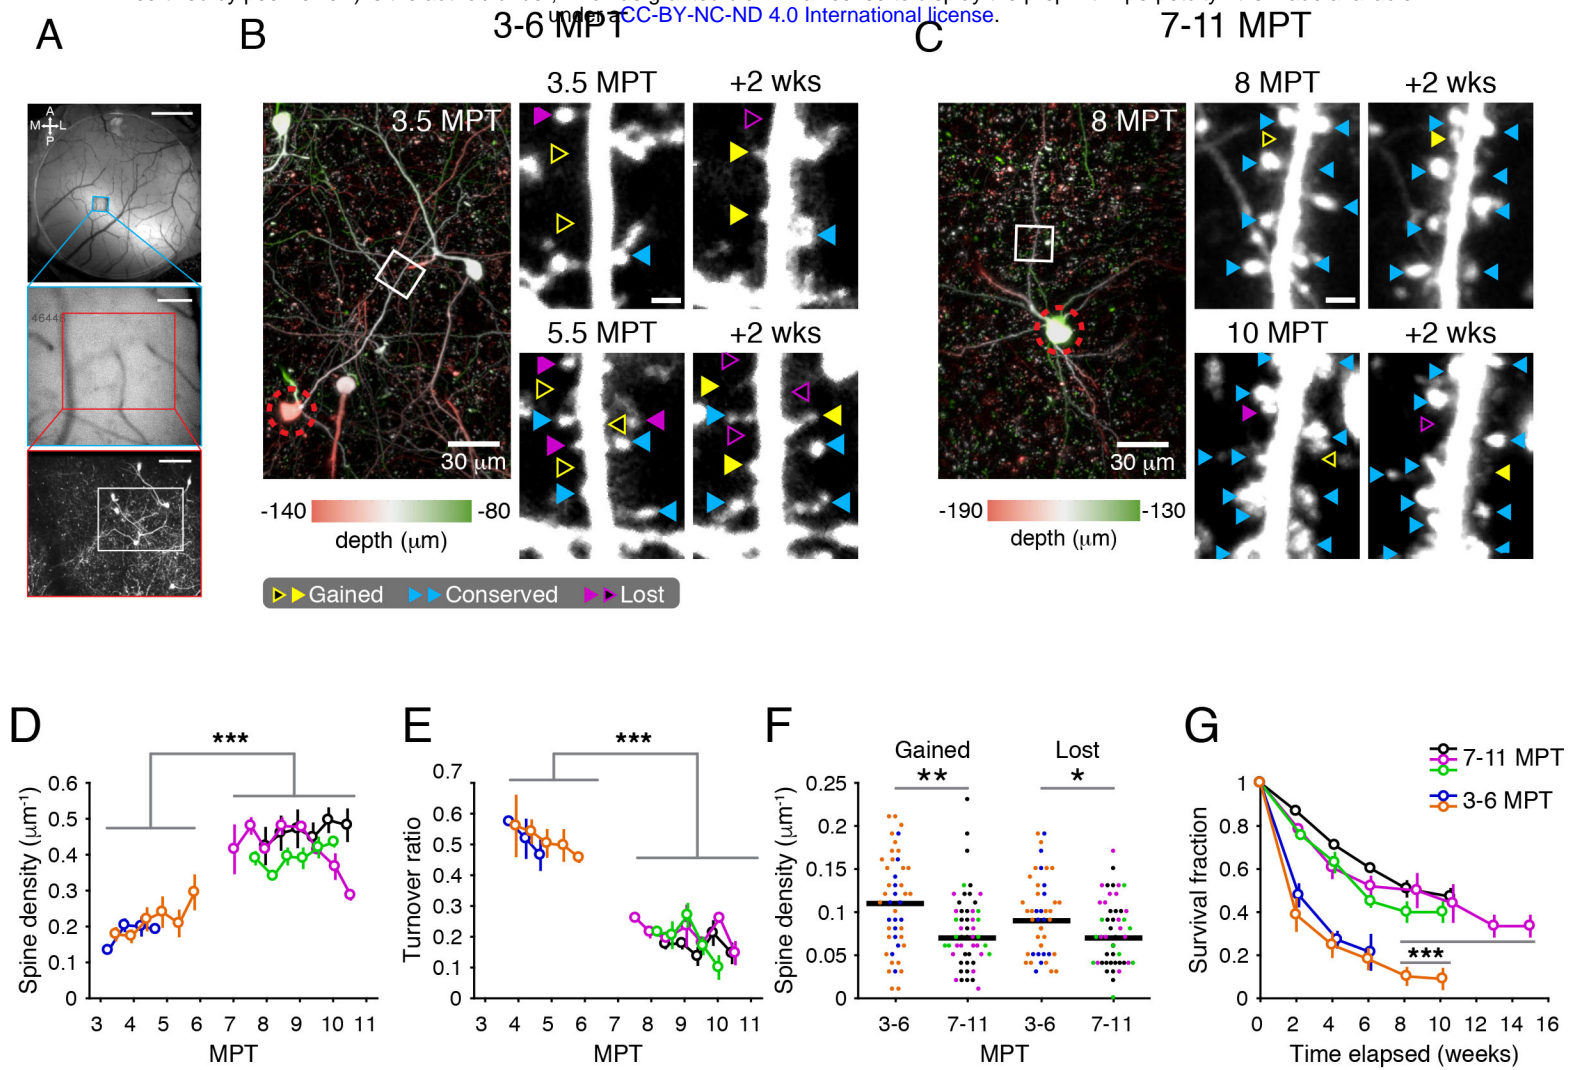 under aCC-BY-NC-ND 4.0 International license.
A
B
3-6 MPT
C
7-11 MPT
A
M L
P
3.5 MPT
3.5 MPT
+2 wks
5.5 MPT
+2 wks
30 μm
-140
-80
depth (μm)
8 MPT
8 MPT
+2 wks
10 MPT
+2 wks
30 μm
-190
-130
depth (μm)
Gained
Conserved
Lost
D
***
Spine density (μm-1)
0.6
0.5
0.4
0.3
0.2
0.1
0
3 4 5 6 7 8 9 10 11
MPT
E
***
Turnover ratio
0.7
0.6
0.5
0.4
0.3
0.2
0.1
0
3 4 5 6 7 8 9 10 11
MPT
F
Gained
Lost
**
*
Spine density (μm-1)
0.25
0.2
0.15
0.1
0.05
0
3-6 7-11 3-6 7-11
MPT
G
7-11 MPT
3-6 MPT
***
Survival fraction
1
0.8
0.6
0.4
0.2
0
0 2 4 6 8 10 12 14 16
Time elapsed (weeks)